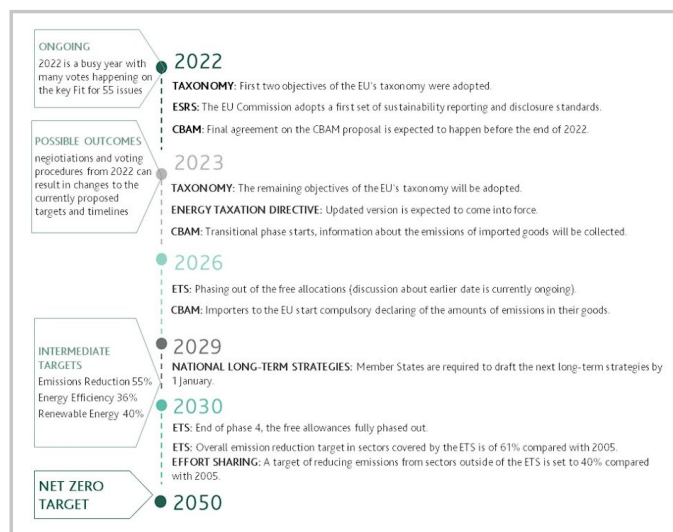 ONGOING
2022 is a busy year with
many votes happening on
the key Fit for 55 issues
2022
TAXONOMY: First two objectives of the EU's taxonomy were adopted.
ESRS: The EU Commission adopts a first set of sustainability reporting and disclosure standards.
CBAM: Final agreement on the CBAM proposal is expected to happen before the end of 2022.
POSSIBLE OUTCOMES
negiotiations and voting
procedures from 2022 can
result in changes to the
currently proposed
targets and timelines
2023
TAXONOMY: The remaining objectives of the EU's taxonomy will be adopted.
ENERGY TAXATION DIRECTIVE: Updated version is expected to come into force.
CBAM: Transitional phase starts, information about the emissions of imported goods will be collected.
2026
ETS: Phasing out of the free allocations (discussion about earlier date is currently ongoing).
CBAM: Importers to the EU start compulsory declaring of the amounts of emissions in their goods.
2029
NATIONAL LONG-TERM STRATEGIES: Member States are required to draft the next long-term strategies by
1 January.
INTERMEDIATE
TARGETS
Emissions Reduction 55%
Energy Efficiency 36%
Renewable Energy 40%
2030
ETS: End of phase 4, the free allowances fully phased out.
ETS: Overall emission reduction target in sectors covered by the ETS is of 61% compared with 2005.
EFFORT SHARING: A target of reducing emissions from sectors outside of the ETS is set to 40% compared
with 2005.
NET ZERO
TARGET
2050